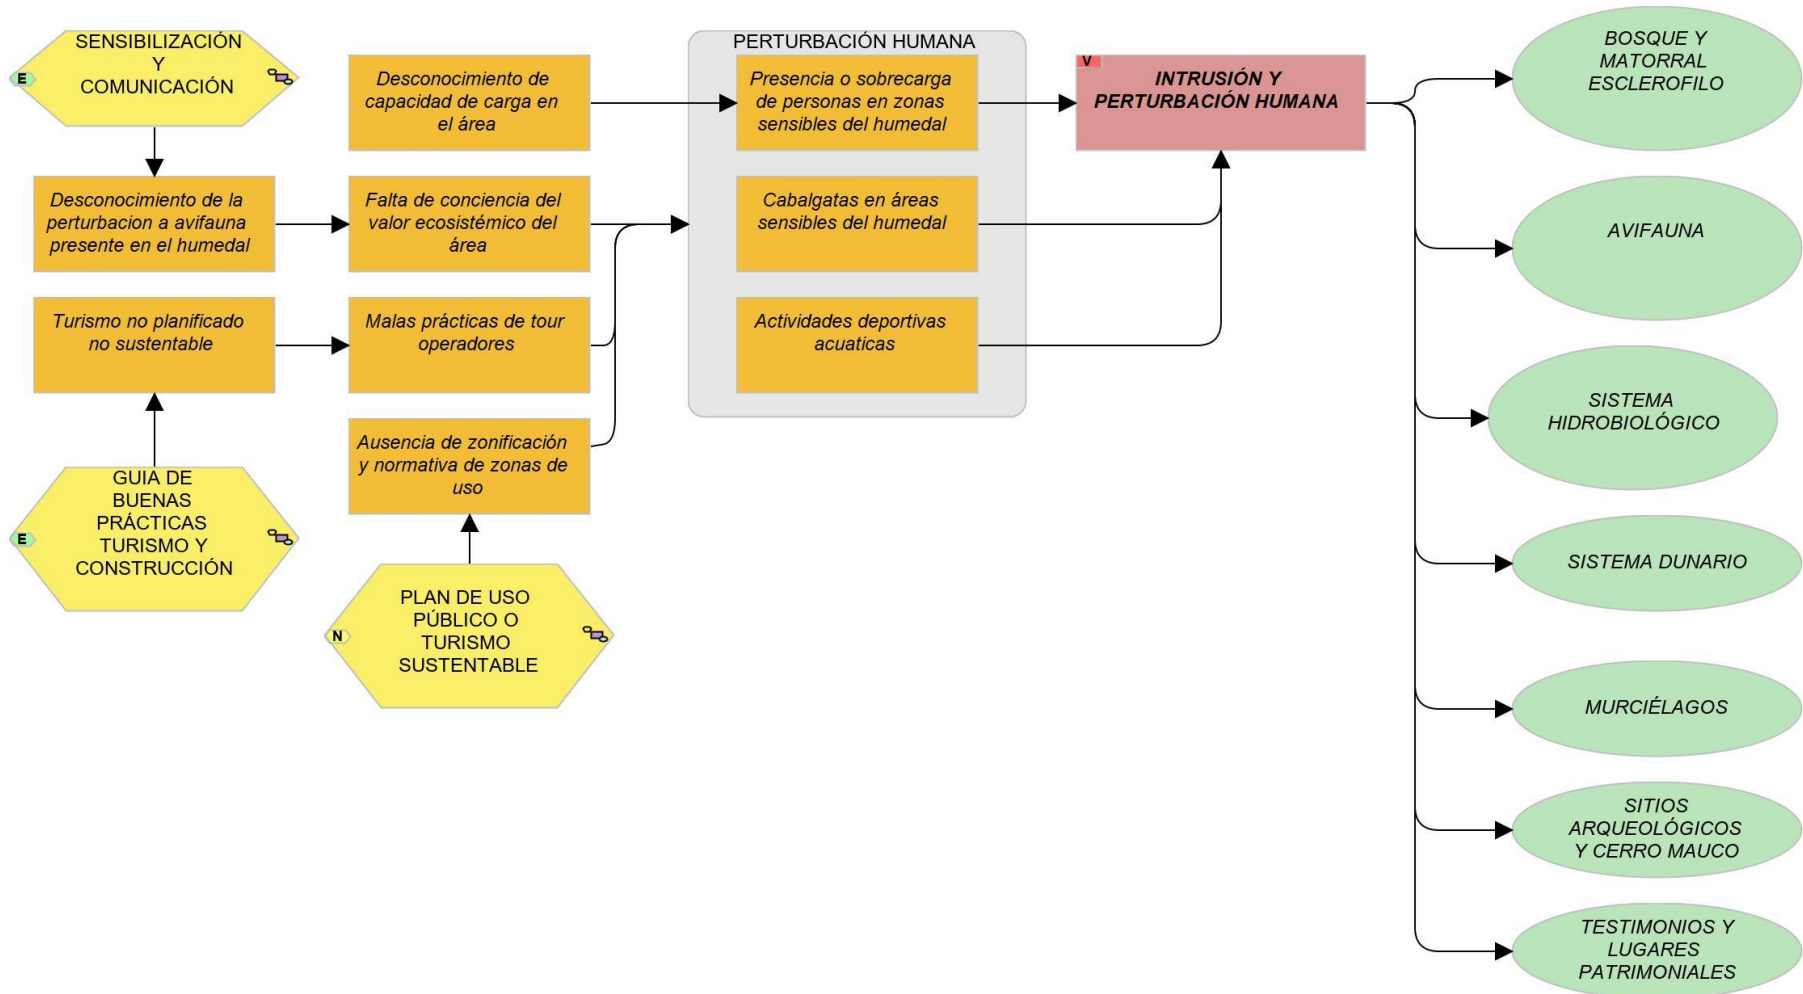 SENSIBILIZACIÓN
Y
COMUNICACIÓN
E
Desconocimiento de la
perturbacion a avifauna
presente en el humedal
Turismo no planificado
no sustentable
GUIA DE
BUENAS
PRÁCTICAS
TURISMO Y
CONSTRUCCIÓN
E
Desconocimiento de
capacidad de carga en
el área
Falta de conciencia del
valor ecosistémico del
área
Malas prácticas de tour
operadores
Ausencia de zonificación
y normativa de zonas de
uso
PLAN DE USO
PÚBLICO O
TURISMO
SUSTENTABLE
N
PERTURBACIÓN HUMANA
Presencia o sobrecarga
de personas en zonas
sensibles del humedal
Cabalgatas en áreas
sensibles del humedal
Actividades deportivas
acuaticas
V
INTRUSIÓN Y
PERTURBACIÓN HUMANA
BOSQUE Y
MATORRAL
ESCLEROFILO
AVIFAUNA
SISTEMA
HIDROBIOLÓGICO
SISTEMA DUNARIO
MURCIÉLAGOS
SITIOS
ARQUEOLÓGICOS
Y CERRO MAUCO
TESTIMONIOS Y
LUGARES
PATRIMONIALES